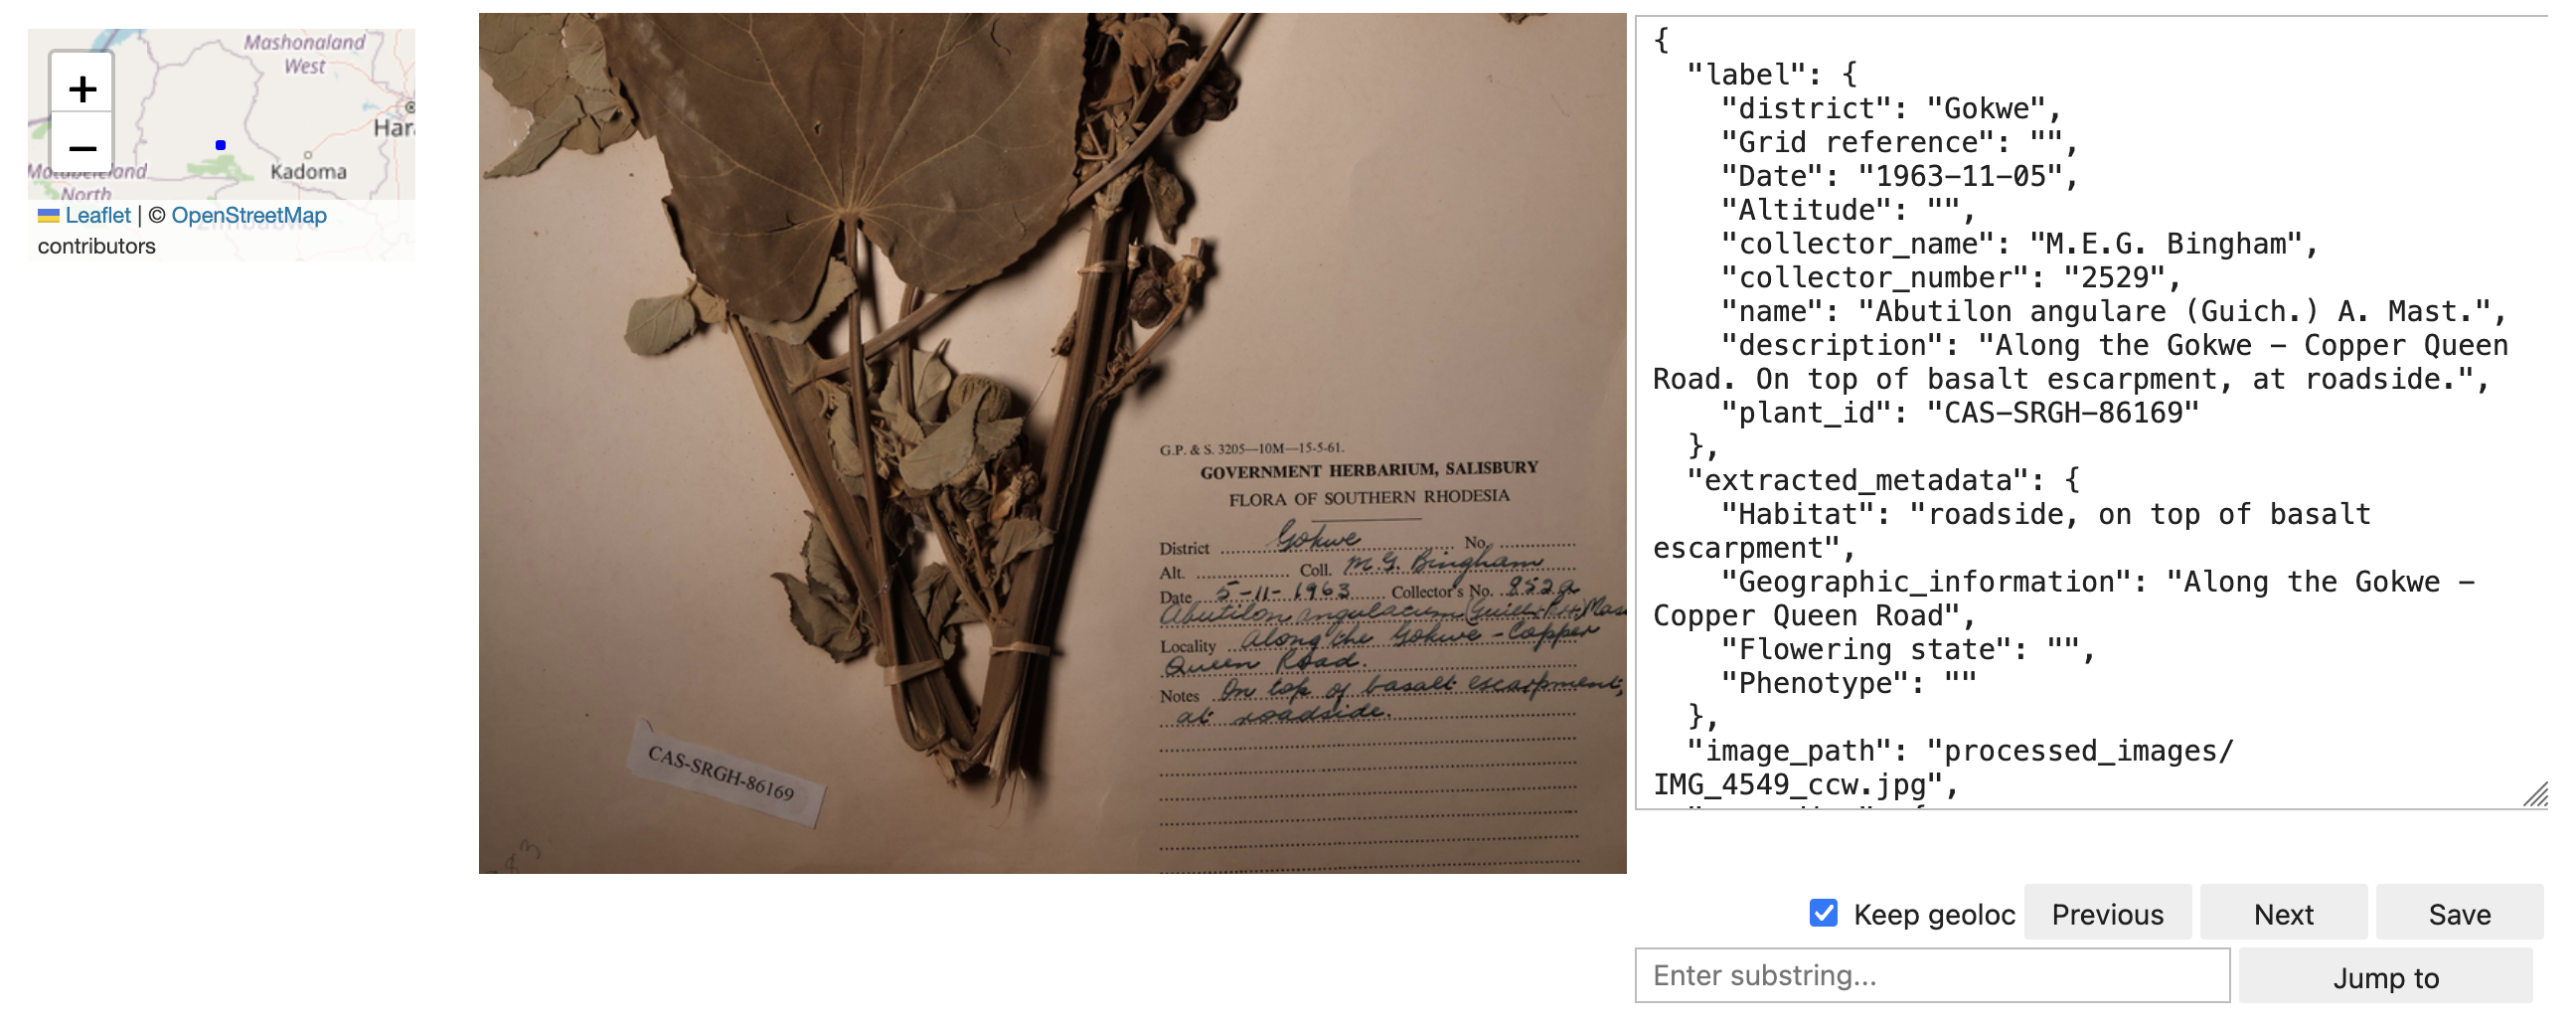 Mashonaland
West
+
−
Har
Kadoma
Matabeleland
North
Zimbabwe
Leaflet | © OpenStreetMap
contributors
G.P. & S. 3205—10M—15-5-61.
GOVERNMENT HERBARIUM, SALISBURY
FLORA OF SOUTHERN RHODESIA
District Gokwe No.
Alt. Coll. M.G. Bingham
Date 5-11-1963 Collector's No. 852a
Abutilon angulatum (Guill. & Perr.) Mas
Locality Along the Gokwe - Copper
Queen Road.
Notes On top of basalt escarpment,
at roadside.
CAS-SRGH-86169
{
"label": {
"district": "Gokwe",
"Grid reference": "",
"Date": "1963-11-05",
"Altitude": "",
"collector_name": "M.E.G. Bingham",
"collector_number": "2529",
"name": "Abutilon angulare (Guich.) A. Mast.",
"description": "Along the Gokwe - Copper Queen
Road. On top of basalt escarpment, at roadside.",
"plant_id": "CAS-SRGH-86169"
},
"extracted_metadata": {
"Habitat": "roadside, on top of basalt
escarpment",
"Geographic_information": "Along the Gokwe -
Copper Queen Road",
"Flowering state": "",
"Phenotype": ""
},
"image_path": "processed_images/
IMG_4549_ccw.jpg",
Keep geoloc Previous Next Save
Enter substring... Jump to